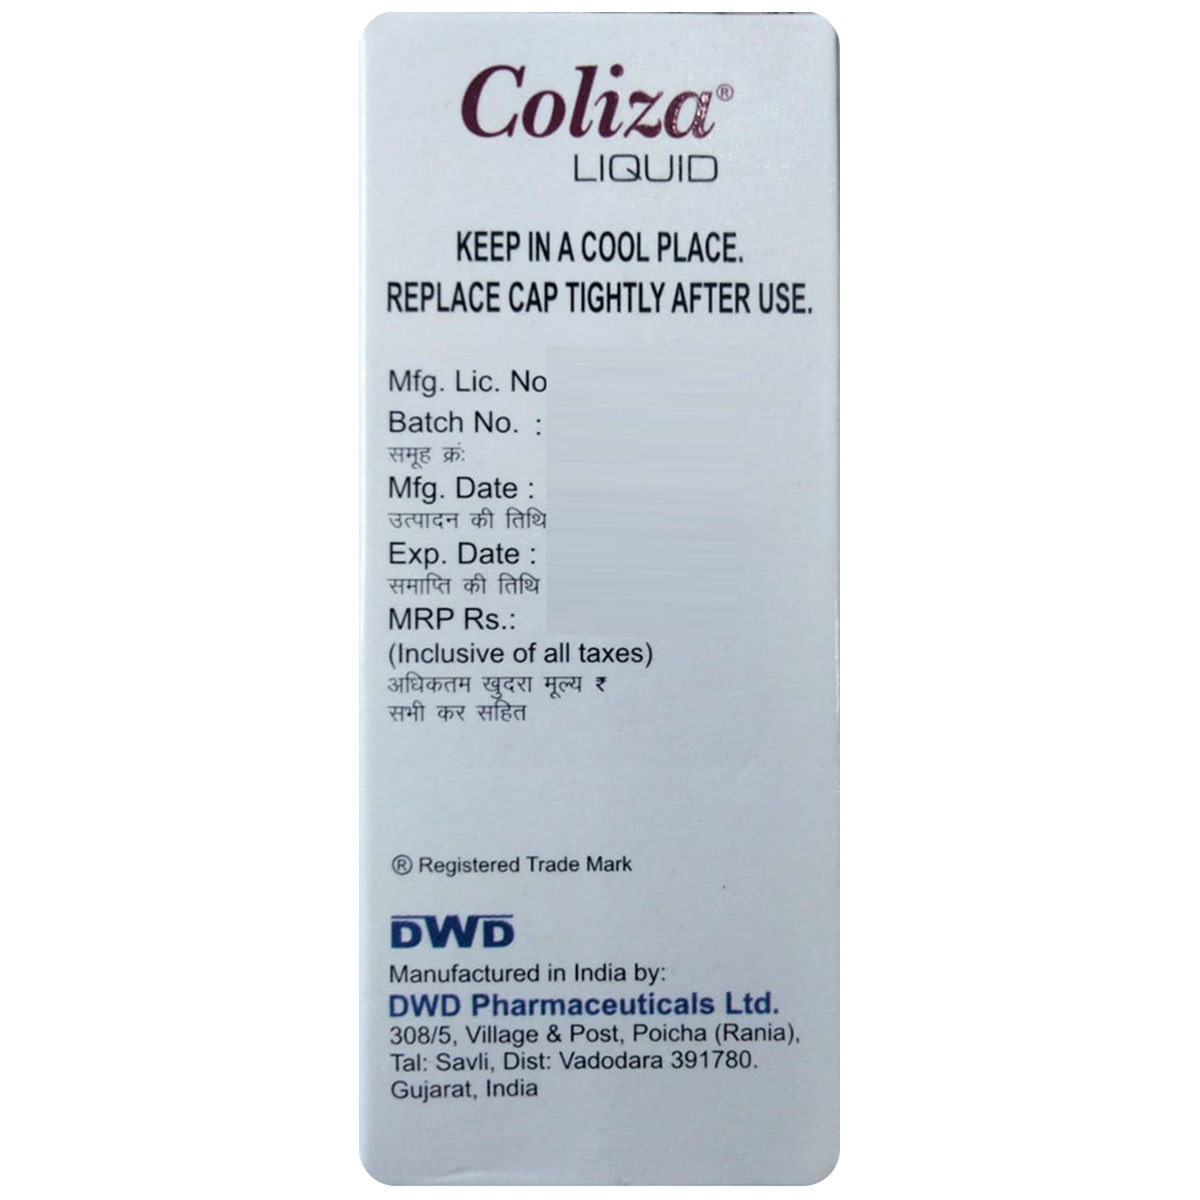 Coliza®
LIQUID
KEEP IN A COOL PLACE.
REPLACE CAP TIGHTLY AFTER USE.
Mfg. Lic. No
Batch No. :
समूह क्रं:
Mfg. Date :
उत्पादन की तिथि
Exp. Date :
समाप्ति की तिथि
MRP Rs.:
(Inclusive of all taxes)
अधिकतम खुदरा मूल्य ₹
सभी कर सहित
® Registered Trade Mark
DWD
Manufactured in India by:
DWD Pharmaceuticals Ltd.
308/5, Village & Post, Poicha (Rania),
Tal: Savli, Dist: Vadodara 391780.
Gujarat, India